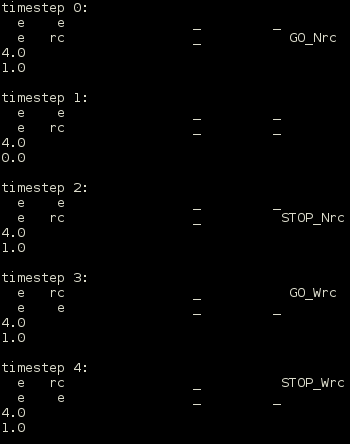 timestep 0:
e e _ _
e rc _ GO_Nrc
4.0
1.0
timestep 1:
e e _ _
e rc _ _
4.0
0.0
timestep 2:
e e _ _
e rc _ STOP_Nrc
4.0
1.0
timestep 3:
e rc _ GO_Wrc
e e _ _
4.0
1.0
timestep 4:
e rc _ STOP_Wrc
e e _ _
4.0
1.0